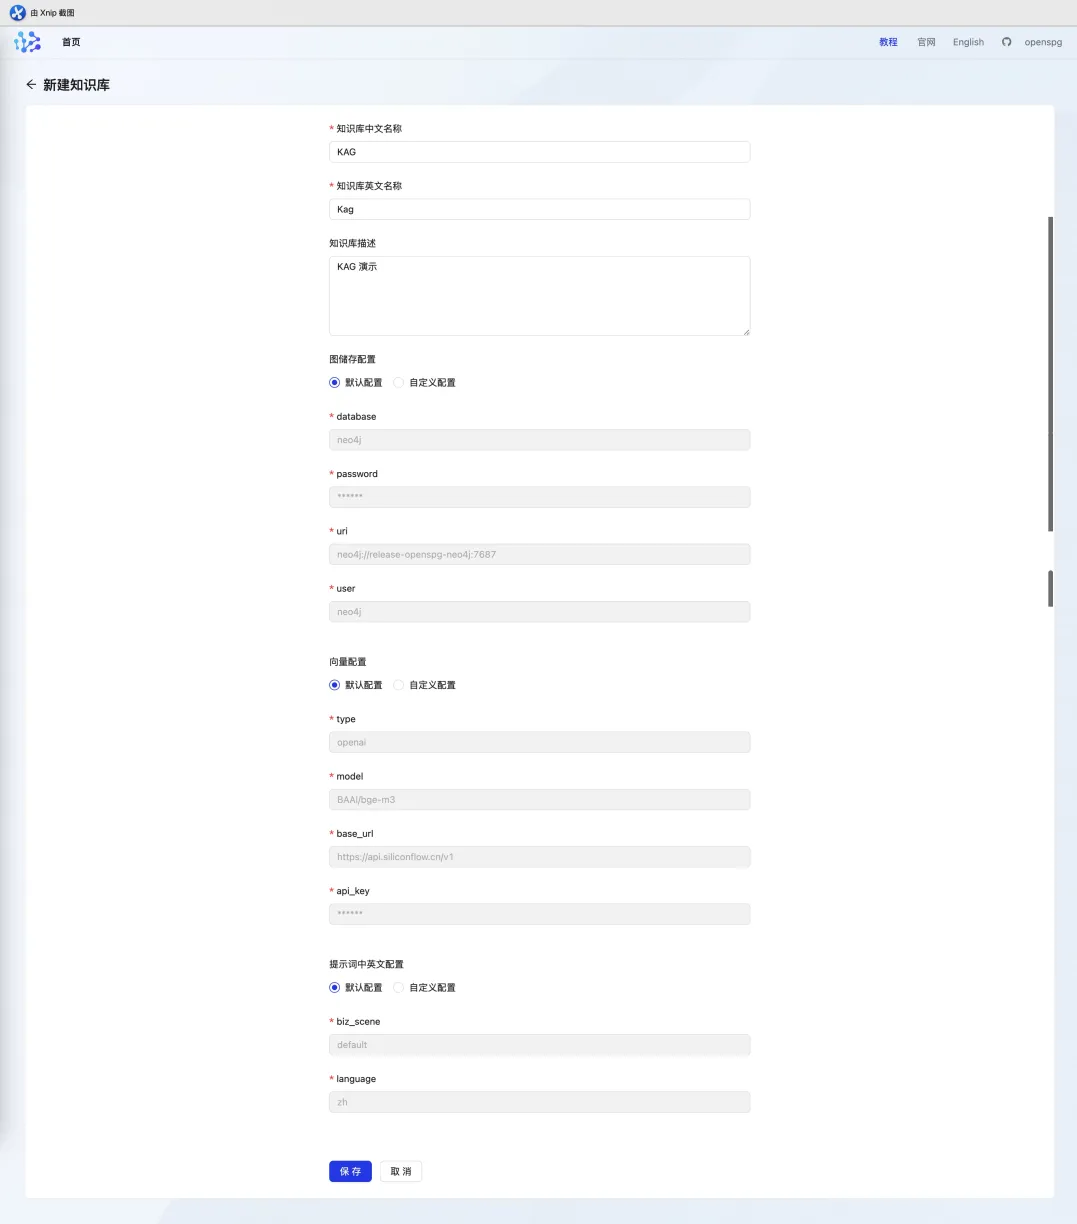 由 Xnip 截图
首页
教程 官网 English openspg
← 新建知识库
* 知识库中文名称
KAG
* 知识库英文名称
Kag
知识库描述
KAG 演示
图储存配置
默认配置 自定义配置
* database
neo4j
* password
******
* uri
neo4j://release-openspg-neo4j:7687
* user
neo4j
向量配置
默认配置 自定义配置
* type
openai
* model
BAAI/bge-m3
* base_url
https://api.siliconflow.cn/v1
* api_key
******
提示词中英文配置
默认配置 自定义配置
* biz_scene
default
* language
zh
保 存 取 消